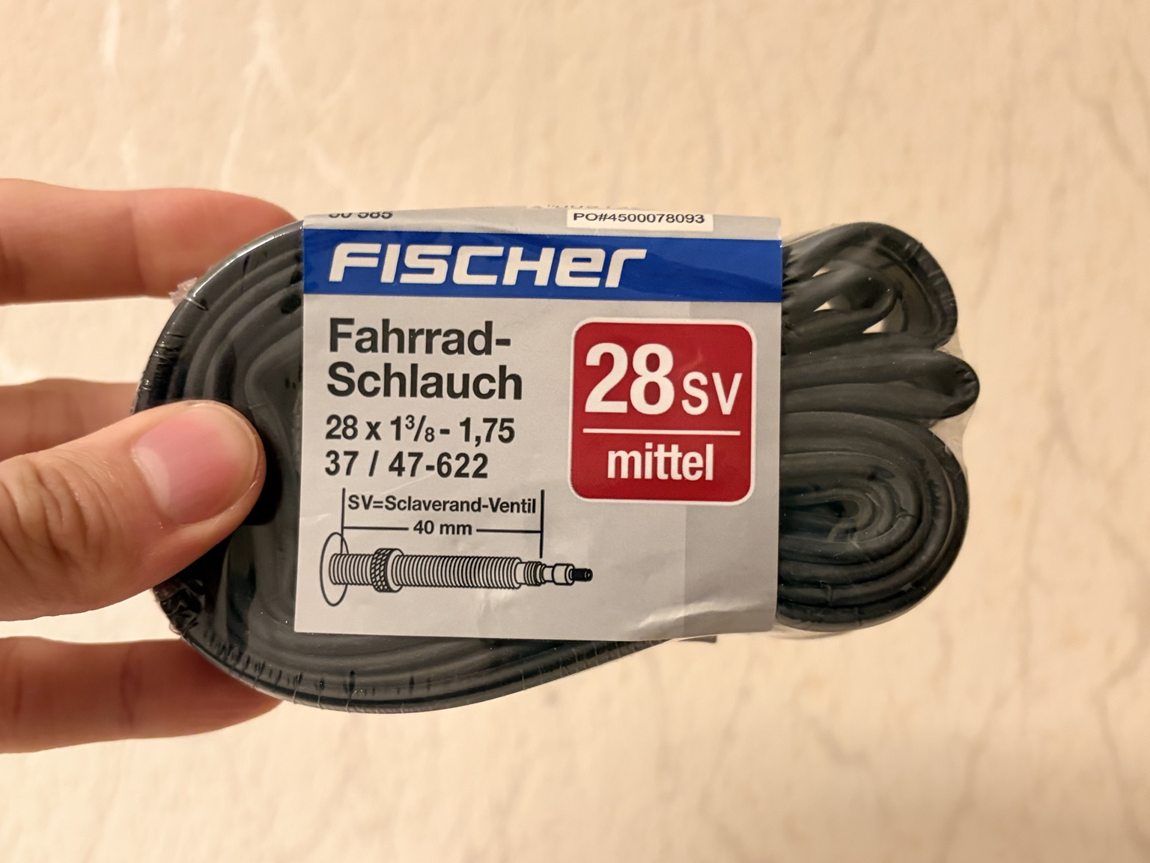 PO#4500078093
FISCHER
Fahrrad-
Schlauch
28 x 1³/₈ - 1,75
37 / 47-622
28 SV
mittel
SV=Sclaverand-Ventil
40 mm